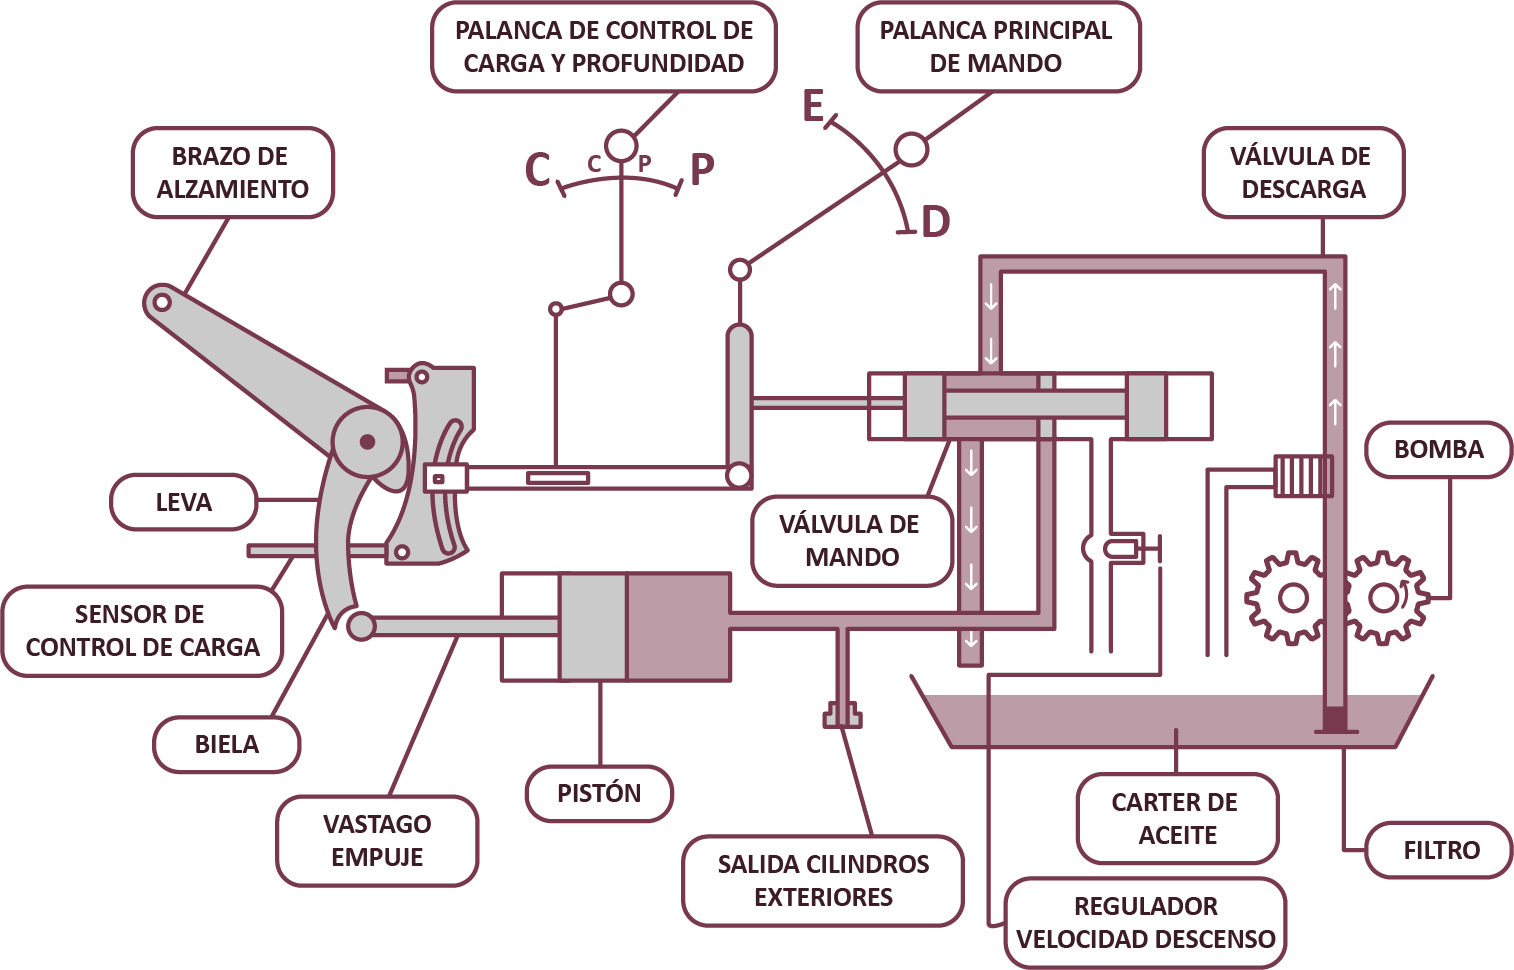 PALANCA DE CONTROL DE
CARGA Y PROFUNDIDAD
PALANCA PRINCIPAL
DE MANDO
E
D
C
C
P
P
BRAZO DE
ALZAMIENTO
VÁLVULA DE
DESCARGA
BOMBA
LEVA
VÁLVULA DE
MANDO
SENSOR DE
CONTROL DE CARGA
BIELA
VASTAGO
EMPUJE
PISTÓN
SALIDA CILINDROS
EXTERIORES
CARTER DE
ACEITE
FILTRO
REGULADOR
VELOCIDAD DESCENSO